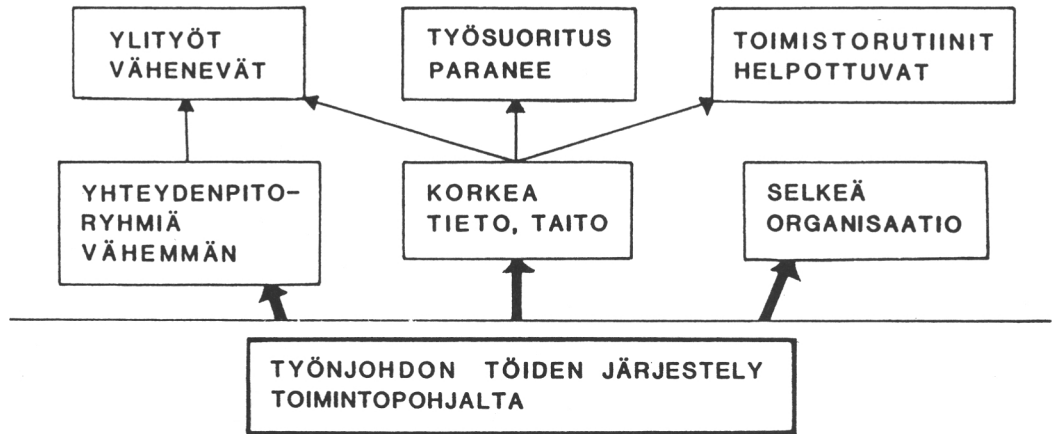 YLITYÖT
VÄHENEVÄT
TYÖSUORITUS
PARANEE
TOIMISTORUTIINIT
HELPOTTUVAT
YHTEYDENPITO-
RYHMIÄ
VÄHEMMÄN
KORKEA
TIETO, TAITO
SELKEÄ
ORGANISAATIO
TYÖNJOHDON TÖIDEN JÄRJESTELY
TOIMINTOPOHJALTA